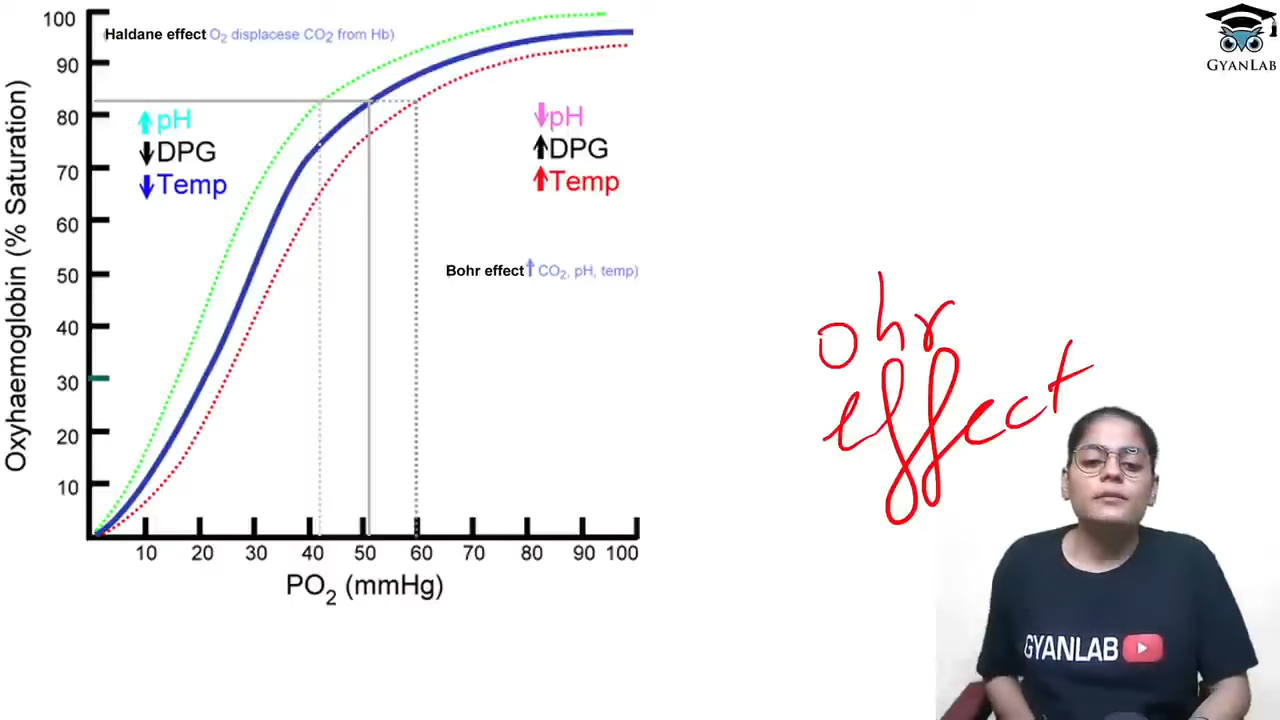 100
90
80
70
60
50
40
30
20
10
Oxyhaemoglobin (% Saturation)
(Haldane effect O2 displacese CO2 from Hb)
↑pH
↓DPG
↓Temp
↓pH
↑DPG
↑Temp
Bohr effect↑ CO2, pH, temp)
10 20 30 40 50 60 70 80 90 100
PO2 (mmHg)
ohr
effect
GYANLAB
GYANLAB